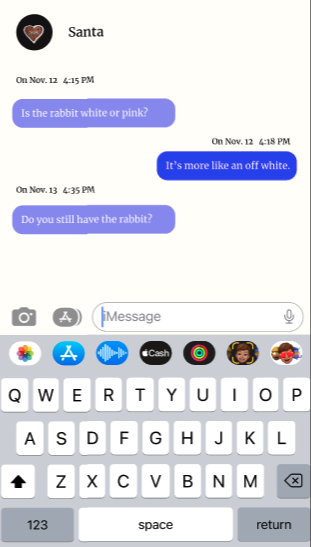 Santa
On Nov. 12 4:15 PM
Is the rabbit white or pink?
On Nov. 12 4:18 PM
It's more like an off white.
On Nov. 13 4:35 PM
Do you still have the rabbit?
iMessage
Cash
Q W E R T Y U I O P
A S D F G H J K L
Z X C V B N M
123 space return